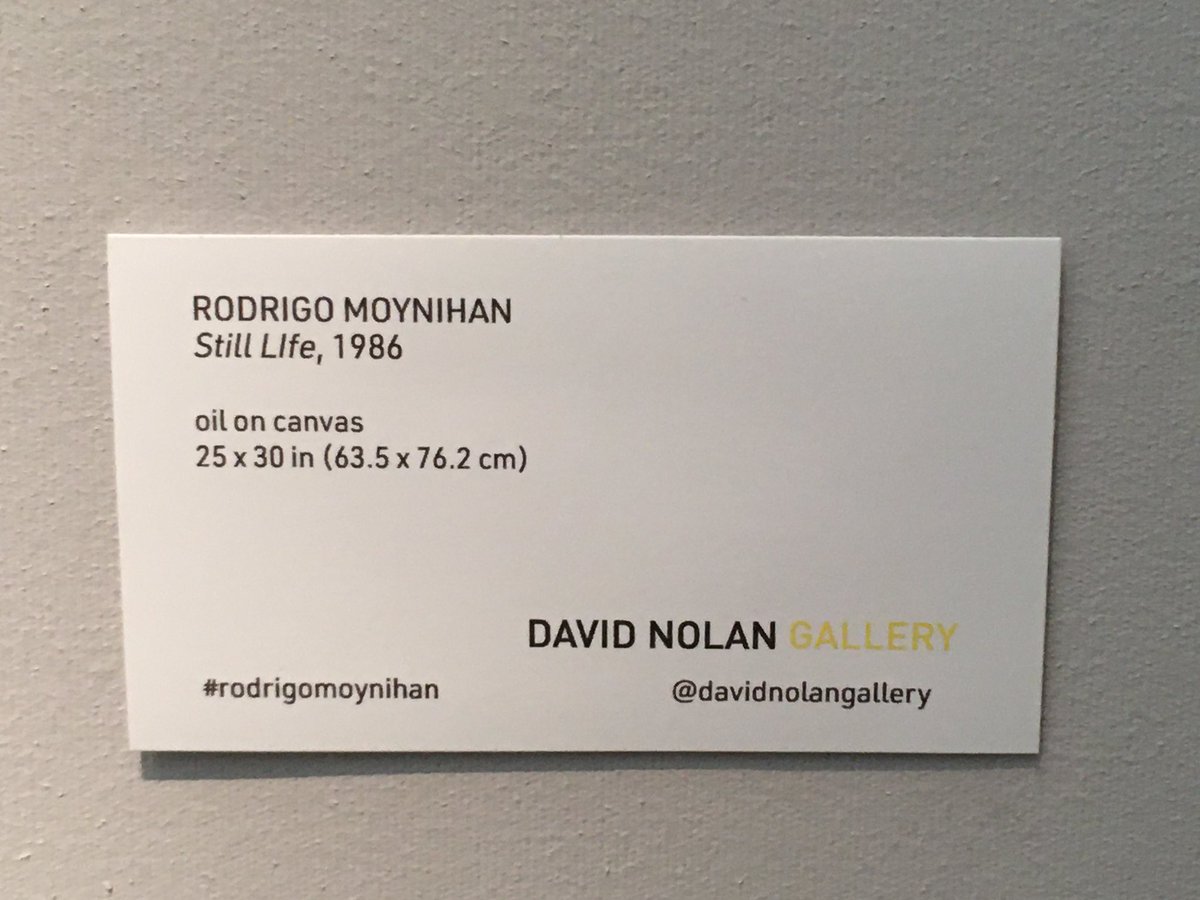 RODRIGO MOYNIHAN
Still LIfe, 1986
oil on canvas
25 x 30 in (63.5 x 76.2 cm)
DAVID NOLAN GALLERY
#rodrigomoynihan @davidnolangallery